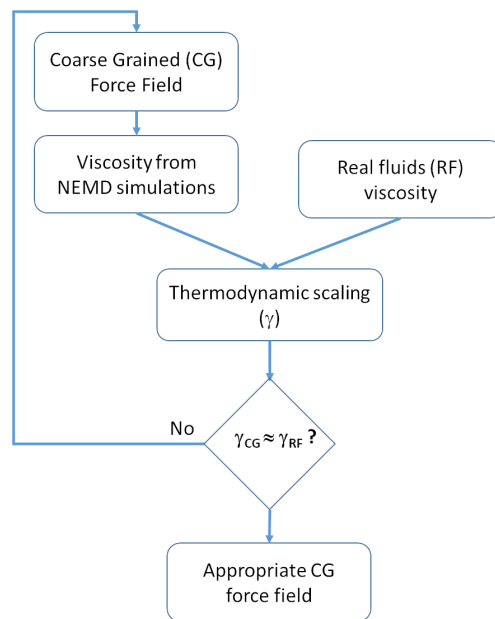 Coarse Grained (CG)
Force Field
Viscosity from
NEMD simulations
Real fluids (RF)
viscosity
Thermodynamic scaling
(γ)
No
γCG ≈ γRF ?
Appropriate CG
force field